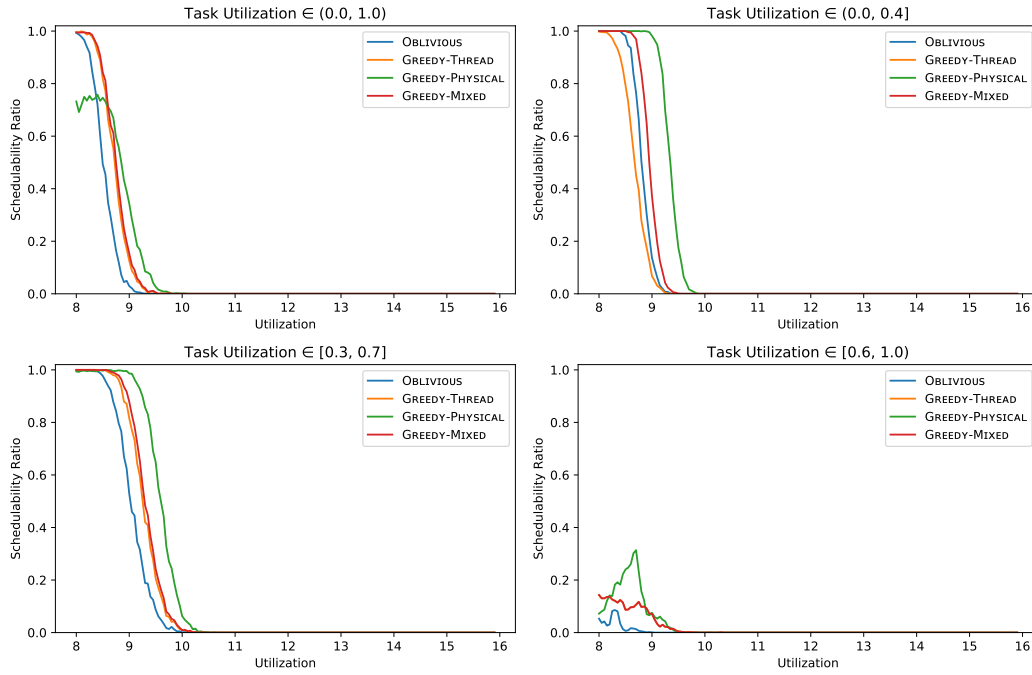 Task Utilization ∈ (0.0, 1.0)
1.0
0.8
0.6
0.4
0.2
0.0
Schedulability Ratio
Oblivious
Greedy-Thread
Greedy-Physical
Greedy-Mixed
8 9 10 11 12 13 14 15 16
Utilization
Task Utilization ∈ (0.0, 0.4]
1.0
0.8
0.6
0.4
0.2
0.0
Schedulability Ratio
Oblivious
Greedy-Thread
Greedy-Physical
Greedy-Mixed
8 9 10 11 12 13 14 15 16
Utilization
Task Utilization ∈ [0.3, 0.7]
1.0
0.8
0.6
0.4
0.2
0.0
Schedulability Ratio
Oblivious
Greedy-Thread
Greedy-Physical
Greedy-Mixed
8 9 10 11 12 13 14 15 16
Utilization
Task Utilization ∈ [0.6, 1.0)
1.0
0.8
0.6
0.4
0.2
0.0
Schedulability Ratio
Oblivious
Greedy-Thread
Greedy-Physical
Greedy-Mixed
8 9 10 11 12 13 14 15 16
Utilization